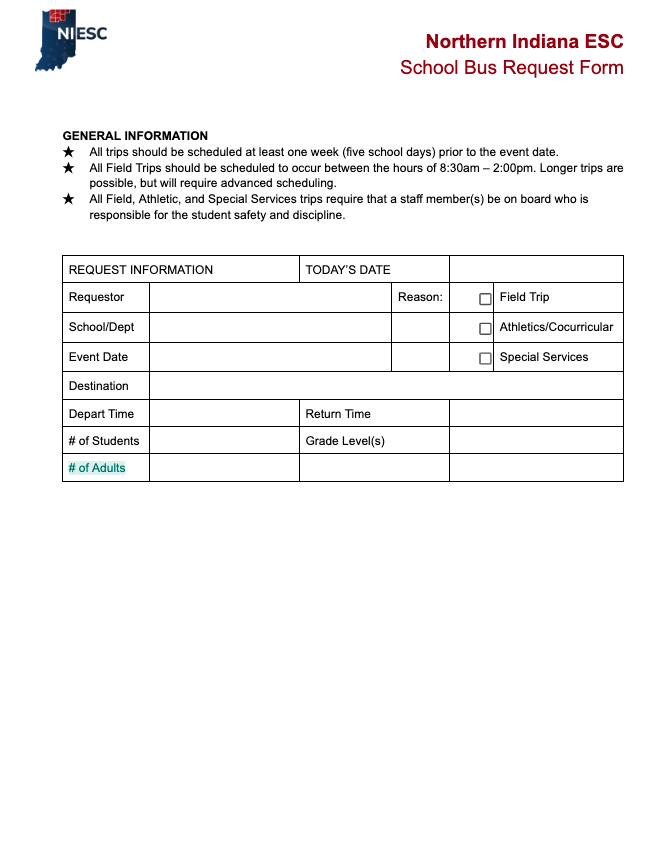 NIESC
Northern Indiana ESC
School Bus Request Form
GENERAL INFORMATION
★ All trips should be scheduled at least one week (five school days) prior to the event date.
★ All Field Trips should be scheduled to occur between the hours of 8:30am – 2:00pm. Longer trips are
possible, but will require advanced scheduling.
★ All Field, Athletic, and Special Services trips require that a staff member(s) be on board who is
responsible for the student safety and discipline.
REQUEST INFORMATION TODAY'S DATE
Requestor Reason: ☐ Field Trip
School/Dept ☐ Athletics/Cocurricular
Event Date ☐ Special Services
Destination
Depart Time Return Time
# of Students Grade Level(s)
# of Adults